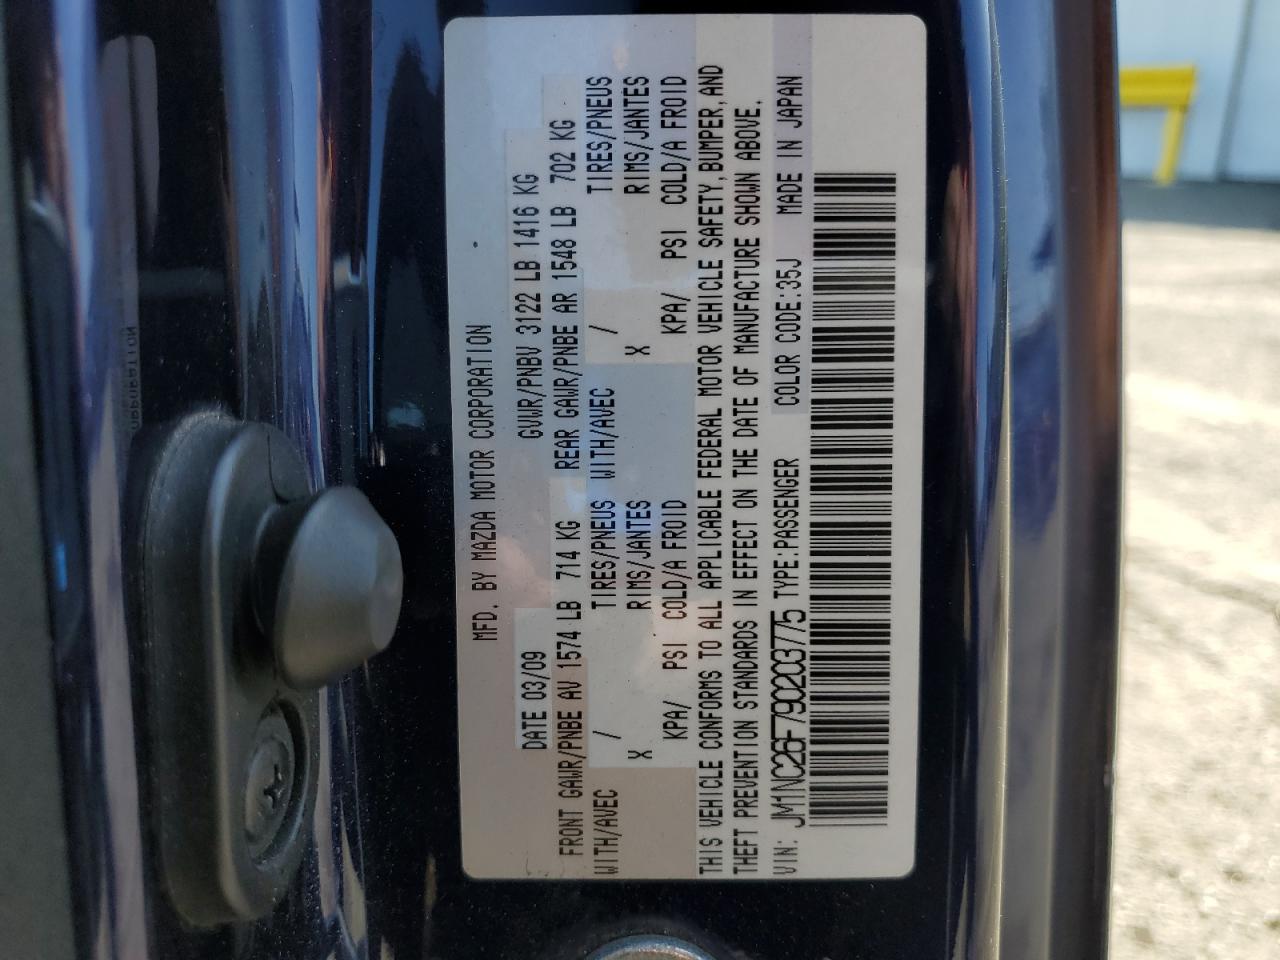 MFD. BY MAZDA MOTOR CORPORATION
DATE 03/09 GVWR/PNBV 3122 LB 1416 KG
FRONT GAWR/PNBE AV 1574 LB 714 KG REAR GAWR/PNBE AR 1548 LB 702 KG
WITH/AVEC / TIRES/PNEUS WITH/AVEC / TIRES/PNEUS
X RIMS/JANTES X RIMS/JANTES
KPA/ PSI COLD/A FROID KPA/ PSI COLD/A FROID
THIS VEHICLE CONFORMS TO ALL APPLICABLE FEDERAL MOTOR VEHICLE SAFETY,BUMPER,AND
THEFT PREVENTION STANDARDS IN EFFECT ON THE DATE OF MANUFACTURE SHOWN ABOVE.
VIN: JM1NC26F790203775 TYPE:PASSENGER COLOR CODE:35J MADE IN JAPAN